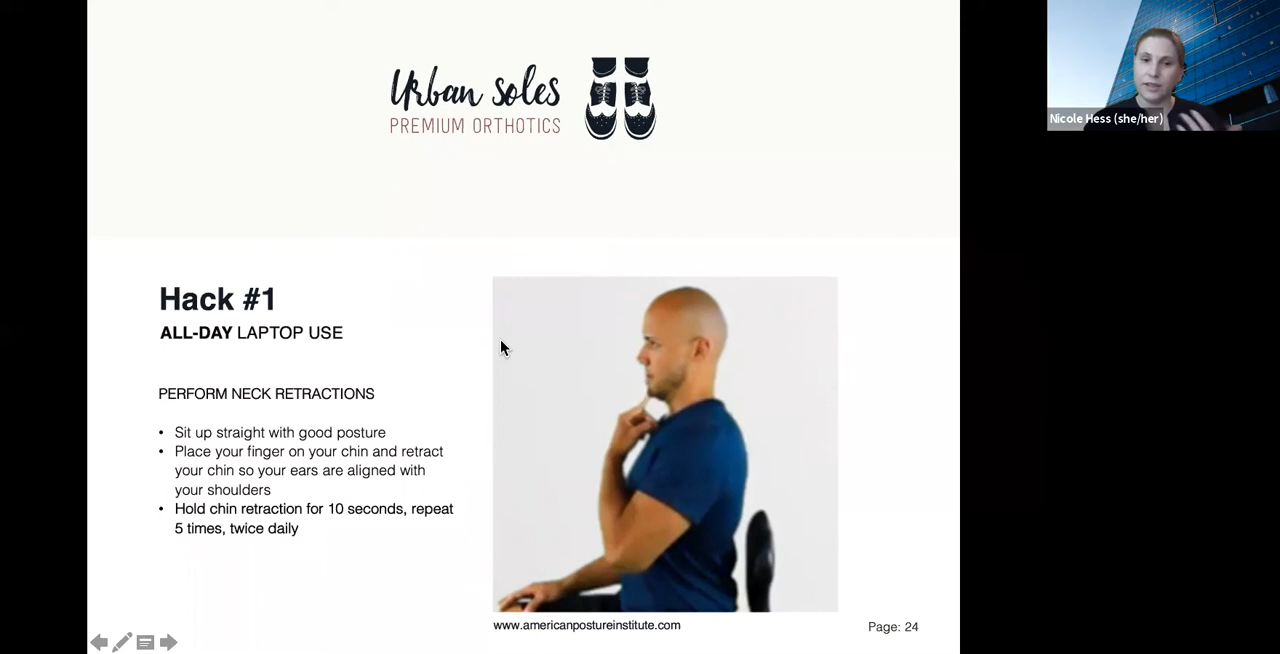 Urban soles
PREMIUM ORTHOTICS
Nicole Hess (she/her)
Hack #1
ALL-DAY LAPTOP USE
PERFORM NECK RETRACTIONS
• Sit up straight with good posture
• Place your finger on your chin and retract
your chin so your ears are aligned with
your shoulders
• Hold chin retraction for 10 seconds, repeat
5 times, twice daily
www.americanpostureinstitute.com
Page: 24